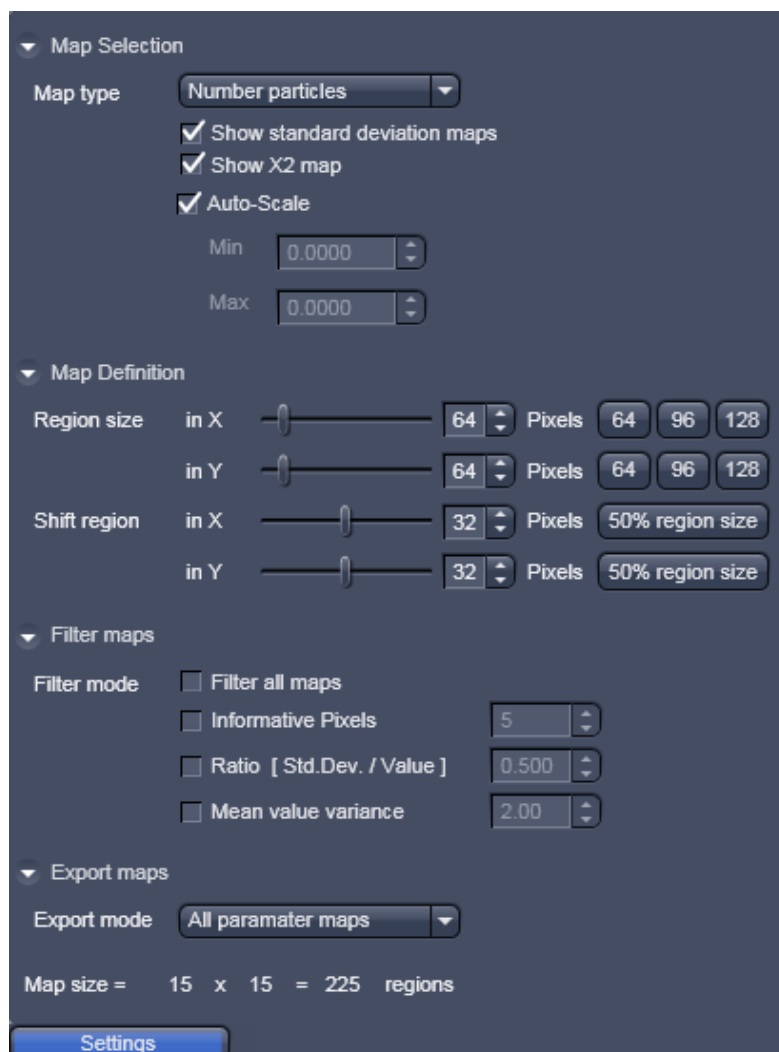 Map Selection
Map type Number particles
Show standard deviation maps
Show X2 map
Auto-Scale
Min 0.0000
Max 0.0000
Map Definition
Region size in X 64 Pixels 64 96 128
in Y 64 Pixels 64 96 128
Shift region in X 32 Pixels 50% region size
in Y 32 Pixels 50% region size
Filter maps
Filter mode Filter all maps
Informative Pixels 5
Ratio [ Std.Dev. / Value ] 0.500
Mean value variance 2.00
Export maps
Export mode All paramater maps
Map size = 15 x 15 = 225 regions
Settings